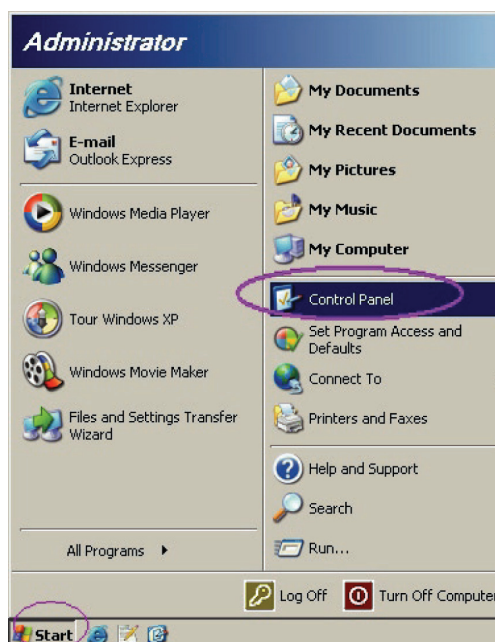 Administrator
Internet
Internet Explorer
E-mail
Outlook Express
Windows Media Player
Windows Messenger
Tour Windows XP
Windows Movie Maker
Files and Settings Transfer
Wizard
All Programs
My Documents
My Recent Documents
My Pictures
My Music
My Computer
Control Panel
Set Program Access and
Defaults
Connect To
Printers and Faxes
Help and Support
Search
Run...
Log Off
Turn Off Computer
Start